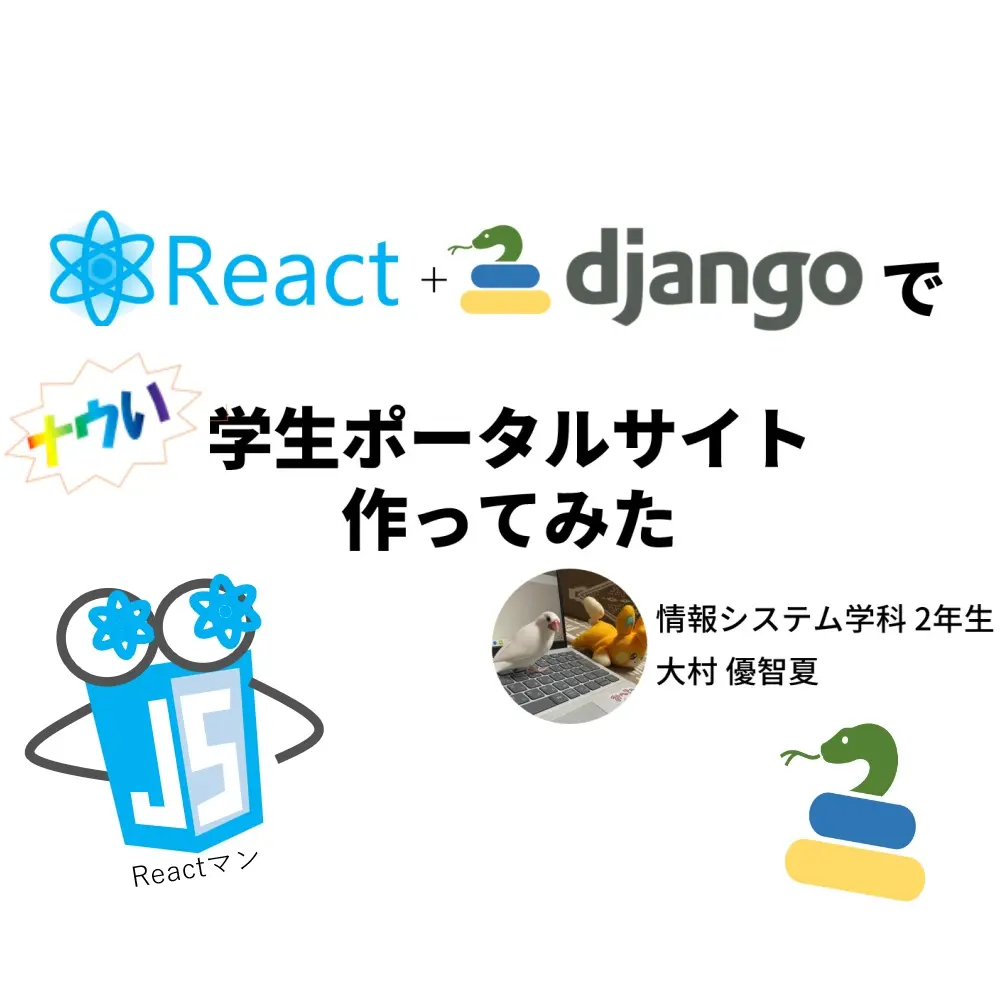 React + django で
ナウい 学生ポータルサイト
作ってみた
情報システム学科 2年生
大村 優智夏
JS
Reactマン